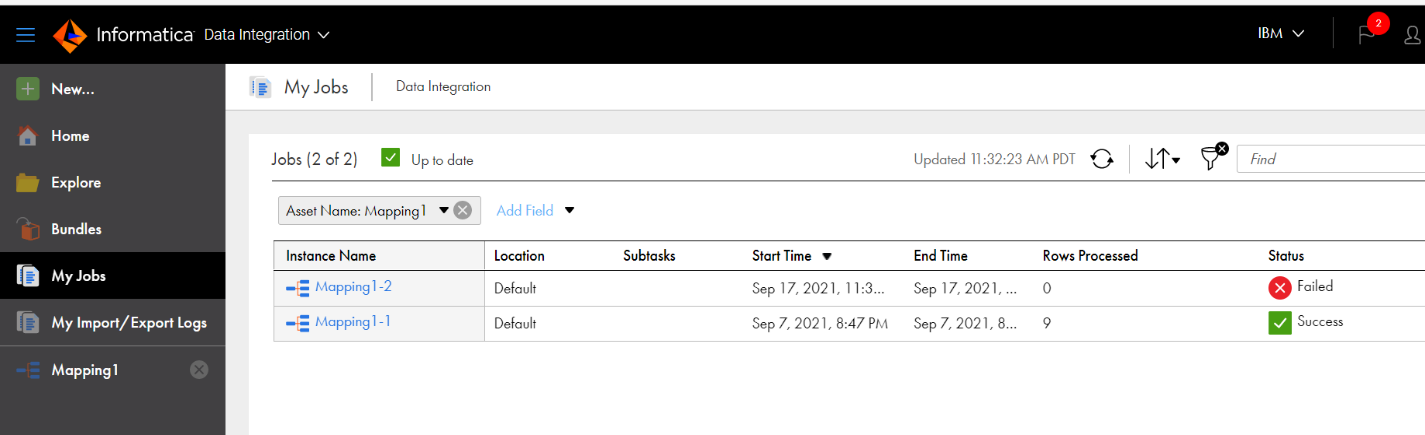 Informatica Data Integration IBM 2
New...
Home
Explore
Bundles
My Jobs
My Import/Export Logs
Mapping1
My Jobs Data Integration
Jobs (2 of 2) Up to date Updated 11:32:23 AM PDT Find
Asset Name: Mapping1 Add Field
Instance Name Location Subtasks Start Time End Time Rows Processed Status
Mapping1-2 Default Sep 17, 2021, 11:3... Sep 17, 2021, ... 0 Failed
Mapping1-1 Default Sep 7, 2021, 8:47 PM Sep 7, 2021, 8... 9 Success